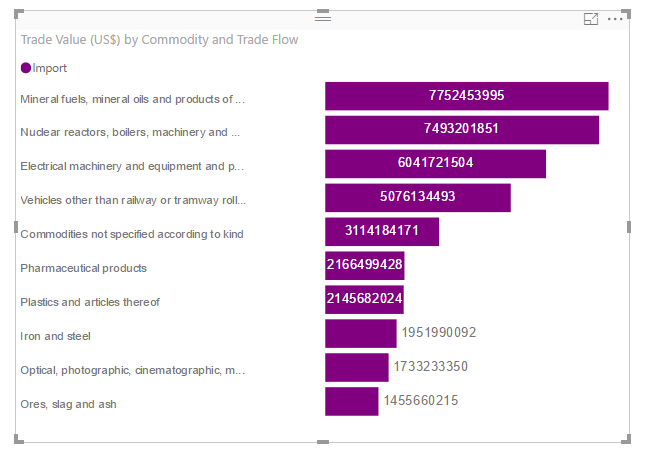 Trade Value (US$) by Commodity and Trade Flow
Import
Mineral fuels, mineral oils and products of ... 7752453995
Nuclear reactors, boilers, machinery and ... 7493201851
Electrical machinery and equipment and p... 6041721504
Vehicles other than railway or tramway roll... 5076134493
Commodities not specified according to kind 3114184171
Pharmaceutical products 2166499428
Plastics and articles thereof 2145682024
Iron and steel 1951990092
Optical, photographic, cinematographic, m... 1733233350
Ores, slag and ash 1455660215